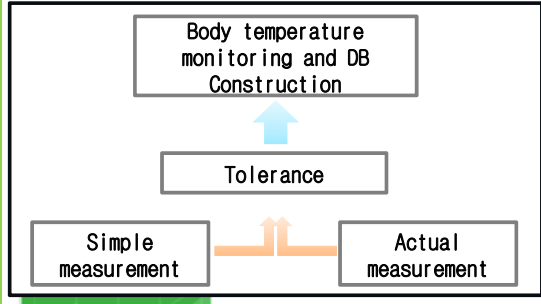 Body temperature
monitoring and DB
Construction
Tolerance
Simple
measurement
Actual
measurement